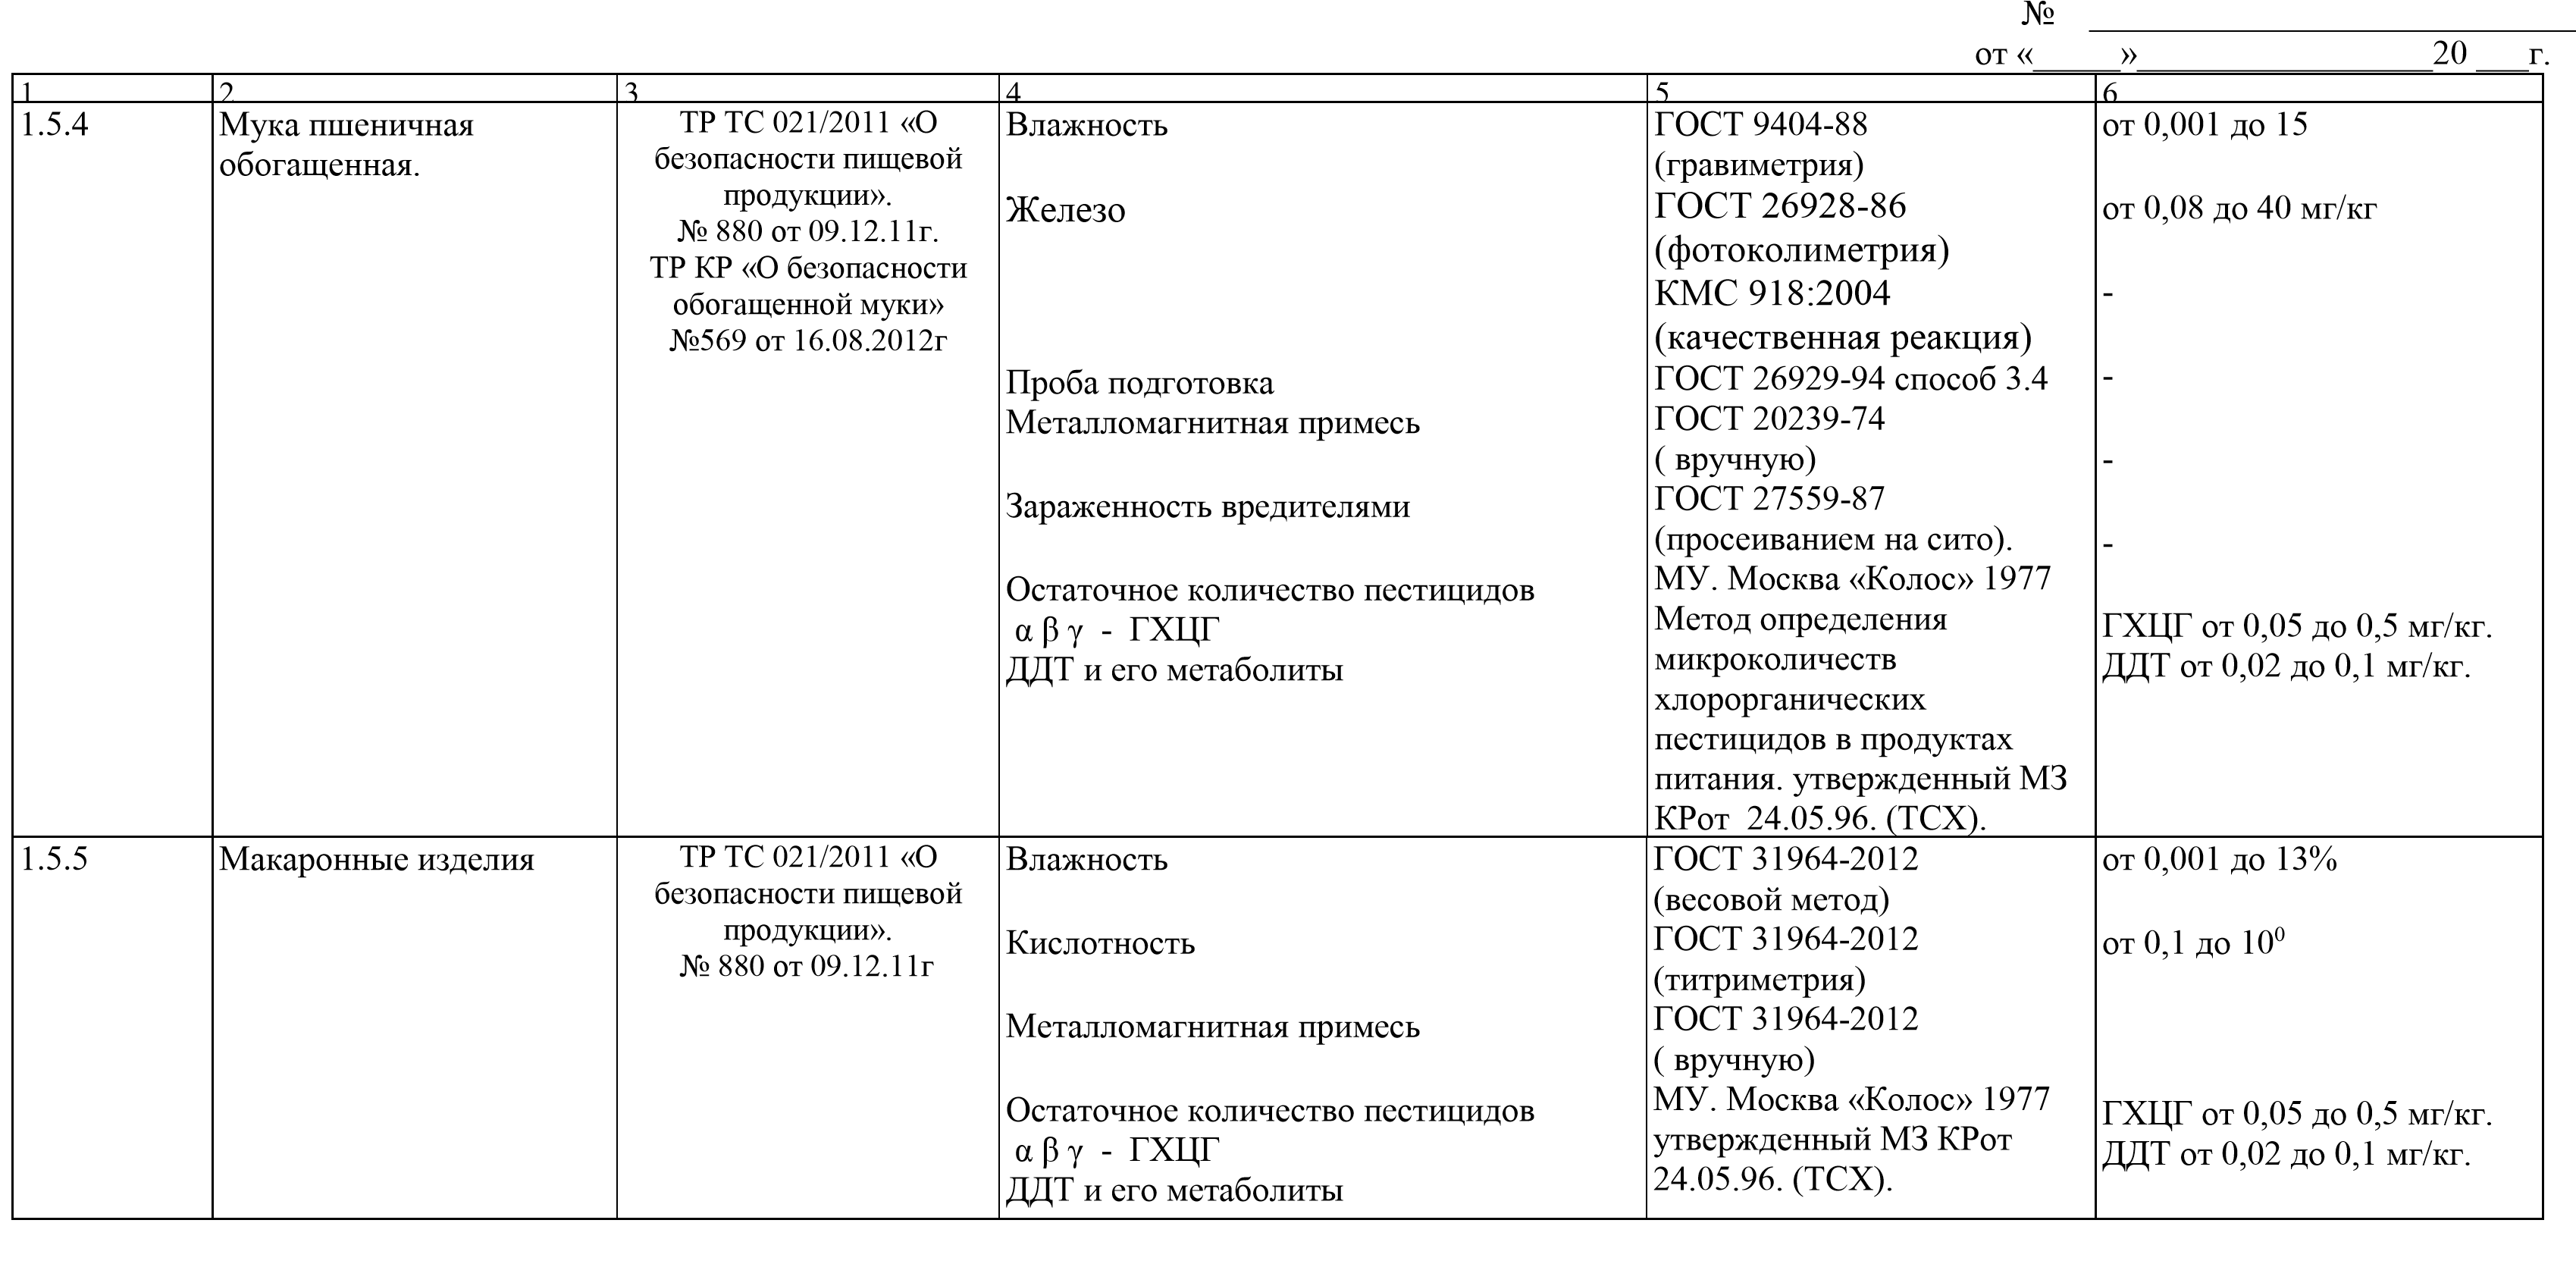 № ____________________
от «_____»_________________20 ___г.
1 2 3 4 5 6
1.5.4
Мука пшеничная
обогащенная.
ТР ТС 021/2011 «О
безопасности пищевой
продукции».
№ 880 от 09.12.11г.
ТР КР «О безопасности
обогащенной муки»
№569 от 16.08.2012г
Влажность
Железо
Проба подготовка
Металломагнитная примесь
Зараженность вредителями
Остаточное количество пестицидов
α β γ - ГХЦГ
ДДТ и его метаболиты
ГОСТ 9404-88
(гравиметрия)
ГОСТ 26928-86
(фотоколиметрия)
КМС 918:2004
(качественная реакция)
ГОСТ 26929-94 способ 3.4
ГОСТ 20239-74
( вручную)
ГОСТ 27559-87
(просеиванием на сито).
МУ. Москва «Колос» 1977
Метод определения
микроколичеств
хлорорганических
пестицидов в продуктах
питания. утвержденный МЗ
КРот 24.05.96. (ТСХ).
от 0,001 до 15
от 0,08 до 40 мг/кг
-
-
-
-
ГХЦГ от 0,05 до 0,5 мг/кг.
ДДТ от 0,02 до 0,1 мг/кг.
1.5.5
Макаронные изделия
ТР ТС 021/2011 «О
безопасности пищевой
продукции».
№ 880 от 09.12.11г
Влажность
Кислотность
Металломагнитная примесь
Остаточное количество пестицидов
α β γ - ГХЦГ
ДДТ и его метаболиты
ГОСТ 31964-2012
(весовой метод)
ГОСТ 31964-2012
(титриметрия)
ГОСТ 31964-2012
( вручную)
МУ. Москва «Колос» 1977
утвержденный МЗ КРот
24.05.96. (ТСХ).
от 0,001 до 13%
от 0,1 до 10⁰
ГХЦГ от 0,05 до 0,5 мг/кг.
ДДТ от 0,02 до 0,1 мг/кг.